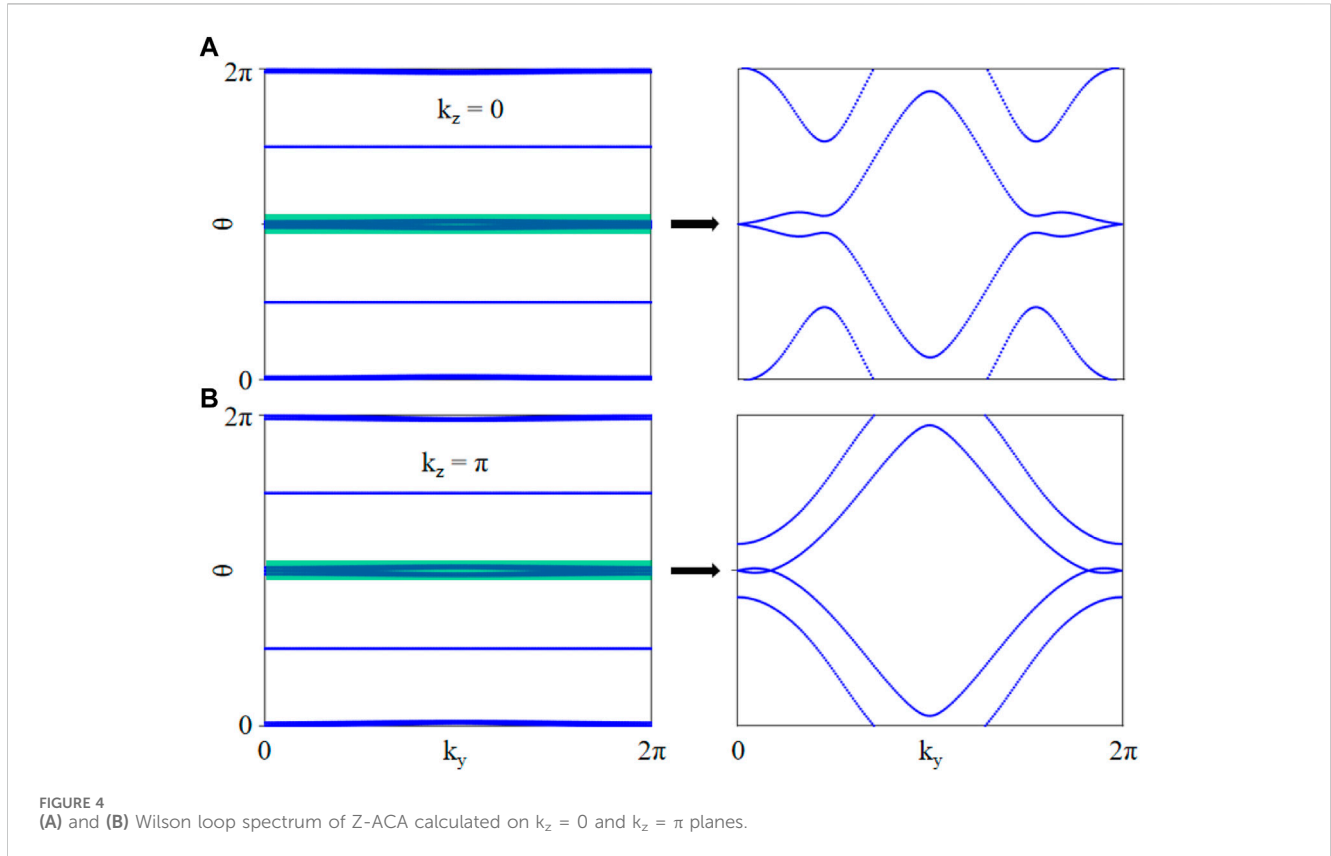 A
2π
k_z = 0
θ
0
B
2π
k_z = π
θ
0
0 k_y 2π
0 k_y 2π
FIGURE 4
(A) and (B) Wilson loop spectrum of Z-ACA calculated on k_z = 0 and k_z = π planes.